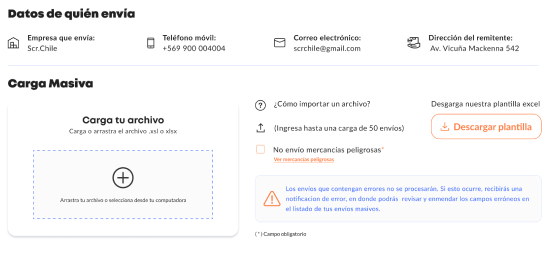 Datos de quién envía
Empresa que envía:
Scr.Chile
Teléfono móvil:
+569 900 004004
Correo electrónico:
scrchile@gmail.com
Dirección del remitente:
Av. Vicuña Mackenna 542
Carga Masiva
Carga tu archivo
Carga o arrastra el archivo .xsl o xlsx
Arrastra tu archivo o selecciona desde tu computadora
¿Cómo importar un archivo?
(Ingresa hasta una carga de 50 envíos)
No envío mercancías peligrosas*
Ver mercancías peligrosas
Desgarga nuestra plantilla excel
Descargar plantilla
Los envíos que contengan errores no se procesarán. Si esto ocurre, recibirás una
notificacion de error, en donde podrás revisar y enmendar los campos erróneos en
el listado de tus envíos masivos.
(*) Campo obligatorio